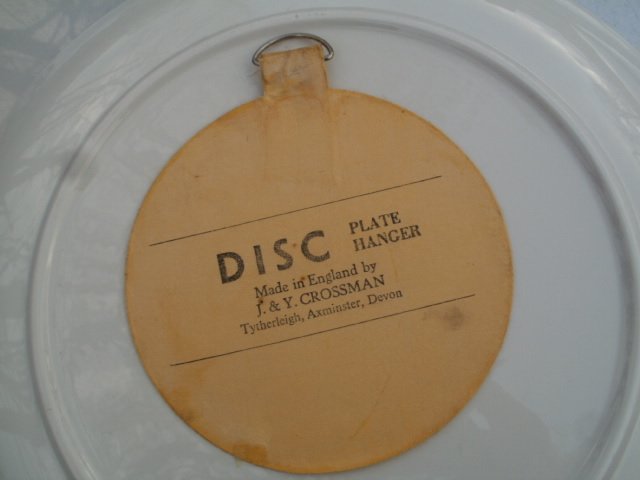 DISC PLATE HANGER
Made in England by
J. & Y. CROSSMAN
Tytherleigh, Axminster, Devon